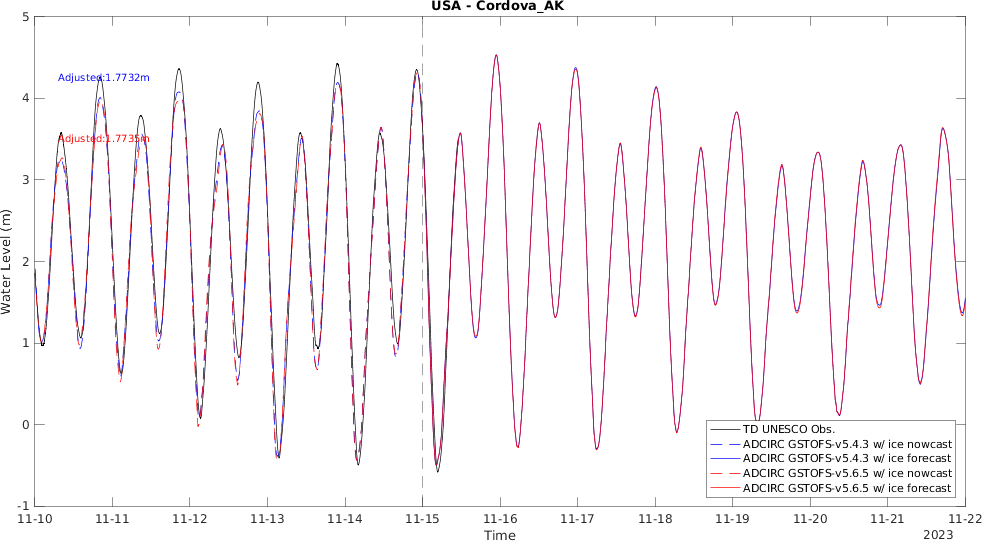 USA - Cordova_AK
5
4
3
2
1
0
-1
Water Level (m)
Adjusted:1.7732m
Adjusted:1.7735m
TD UNESCO Obs.
ADCIRC GSTOFS-v5.4.3 w/ ice nowcast
ADCIRC GSTOFS-v5.4.3 w/ ice forecast
ADCIRC GSTOFS-v5.6.5 w/ ice nowcast
ADCIRC GSTOFS-v5.6.5 w/ ice forecast
11-10 11-11 11-12 11-13 11-14 11-15 11-16 11-17 11-18 11-19 11-20 11-21 11-22
Time
2023